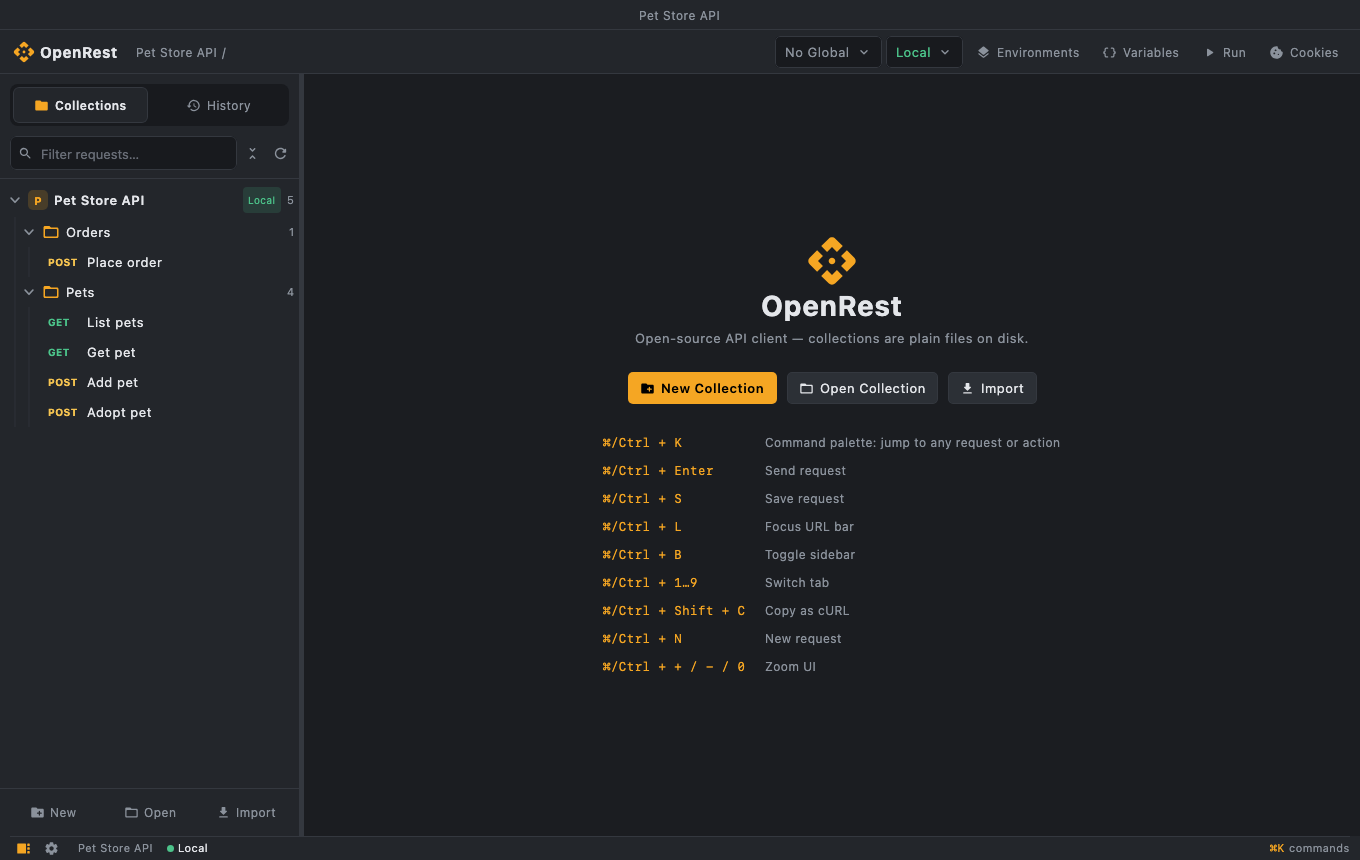 Pet Store API
OpenRest Pet Store API / No Global Local Environments {} Variables Run Cookies
Collections History
Filter requests...
P Pet Store API Local 5
Orders 1
POST Place order
Pets 4
GET List pets
GET Get pet
POST Add pet
POST Adopt pet
OpenRest
Open-source API client — collections are plain files on disk.
New Collection Open Collection Import
⌘/Ctrl + K Command palette: jump to any request or action
⌘/Ctrl + Enter Send request
⌘/Ctrl + S Save request
⌘/Ctrl + L Focus URL bar
⌘/Ctrl + B Toggle sidebar
⌘/Ctrl + 1…9 Switch tab
⌘/Ctrl + Shift + C Copy as cURL
⌘/Ctrl + N New request
⌘/Ctrl + + / − / 0 Zoom UI
New Open Import
Pet Store API Local ⌘K commands